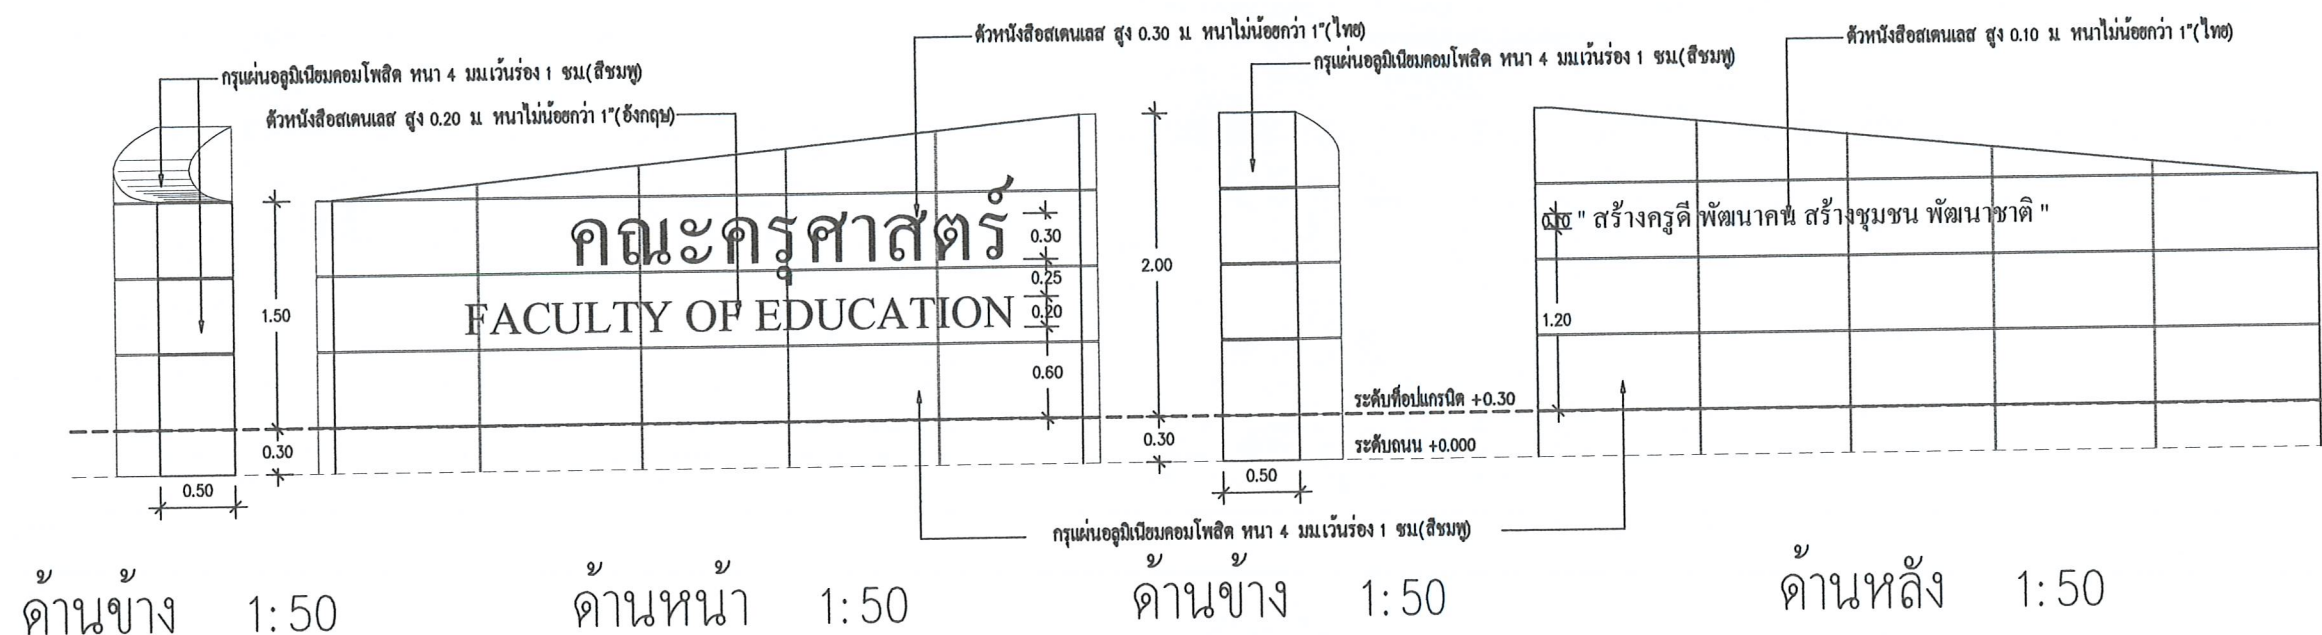 ตัวหนังสือสเตนเลส สูง 0.30 ม หนาไม่น้อยกว่า 1"(ไทย)
ตัวหนังสือสเตนเลส สูง 0.10 ม หนาไม่น้อยกว่า 1"(ไทย)
กรุแผ่นอลูมิเนียมคอมโพสิต หนา 4 มมเว้นร่อง 1 ซม(สีชมพู)
กรุแผ่นอลูมิเนียมคอมโพสิต หนา 4 มมเว้นร่อง 1 ซม(สีชมพู)
ตัวหนังสือสเตนเลส สูง 0.20 ม หนาไม่น้อยกว่า 1"(อังกฤษ)
คณะครุศาสตร์
0.30
0.10 " สร้างครูดี พัฒนาคน สร้างชุมชน พัฒนาชาติ "
2.00
0.25
FACULTY OF EDUCATION
0.20
1.50
1.20
0.60
ระดับท็อปแกรนิต +0.30
0.30
0.30
ระดับถนน +0.000
0.50
0.50
กรุแผ่นอลูมิเนียมคอมโพสิต หนา 4 มมเว้นร่อง 1 ซม(สีชมพู)
ด้านข้าง 1:50
ด้านหน้า 1:50
ด้านข้าง 1:50
ด้านหลัง 1:50